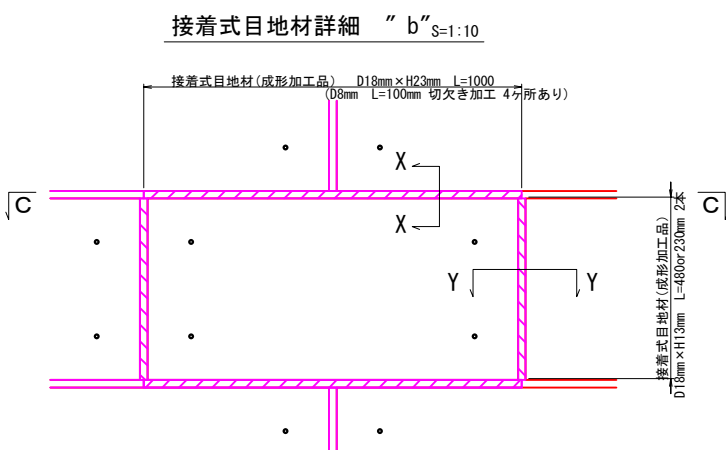 接着式目地材詳細 " b" S=1:10
接着式目地材(成形加工品) D18mm×H23mm L=1000
(D8mm L=100mm 切欠き加工 4ヶ所あり)
X
C
C
X
Y
Y
接着式目地材(成形加工品)
D18mm×H13mm L=480or230mm 2本